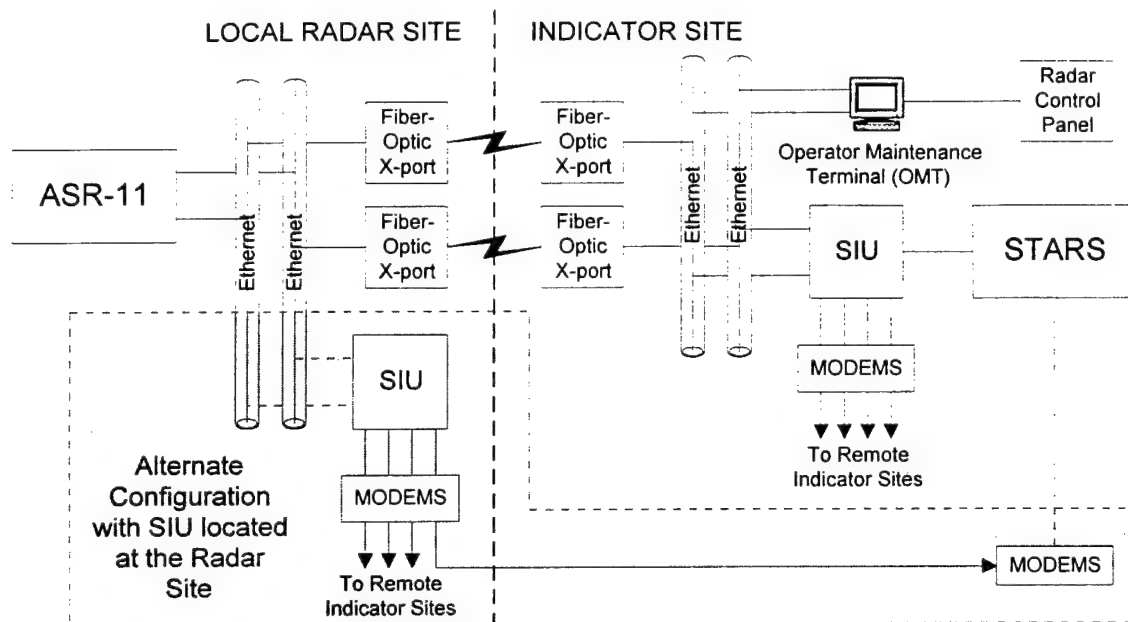 LOCAL RADAR SITE
INDICATOR SITE
ASR-11
Ethernet
Ethernet
Fiber-
Optic
X-port
Fiber-
Optic
X-port
Fiber-
Optic
X-port
Fiber-
Optic
X-port
Ethernet
Ethernet
Operator Maintenance
Terminal (OMT)
Radar
Control
Panel
SIU
STARS
MODEMS
To Remote
Indicator Sites
Alternate
Configuration
with SIU located
at the Radar
Site
SIU
MODEMS
To Remote
Indicator Sites
MODEMS